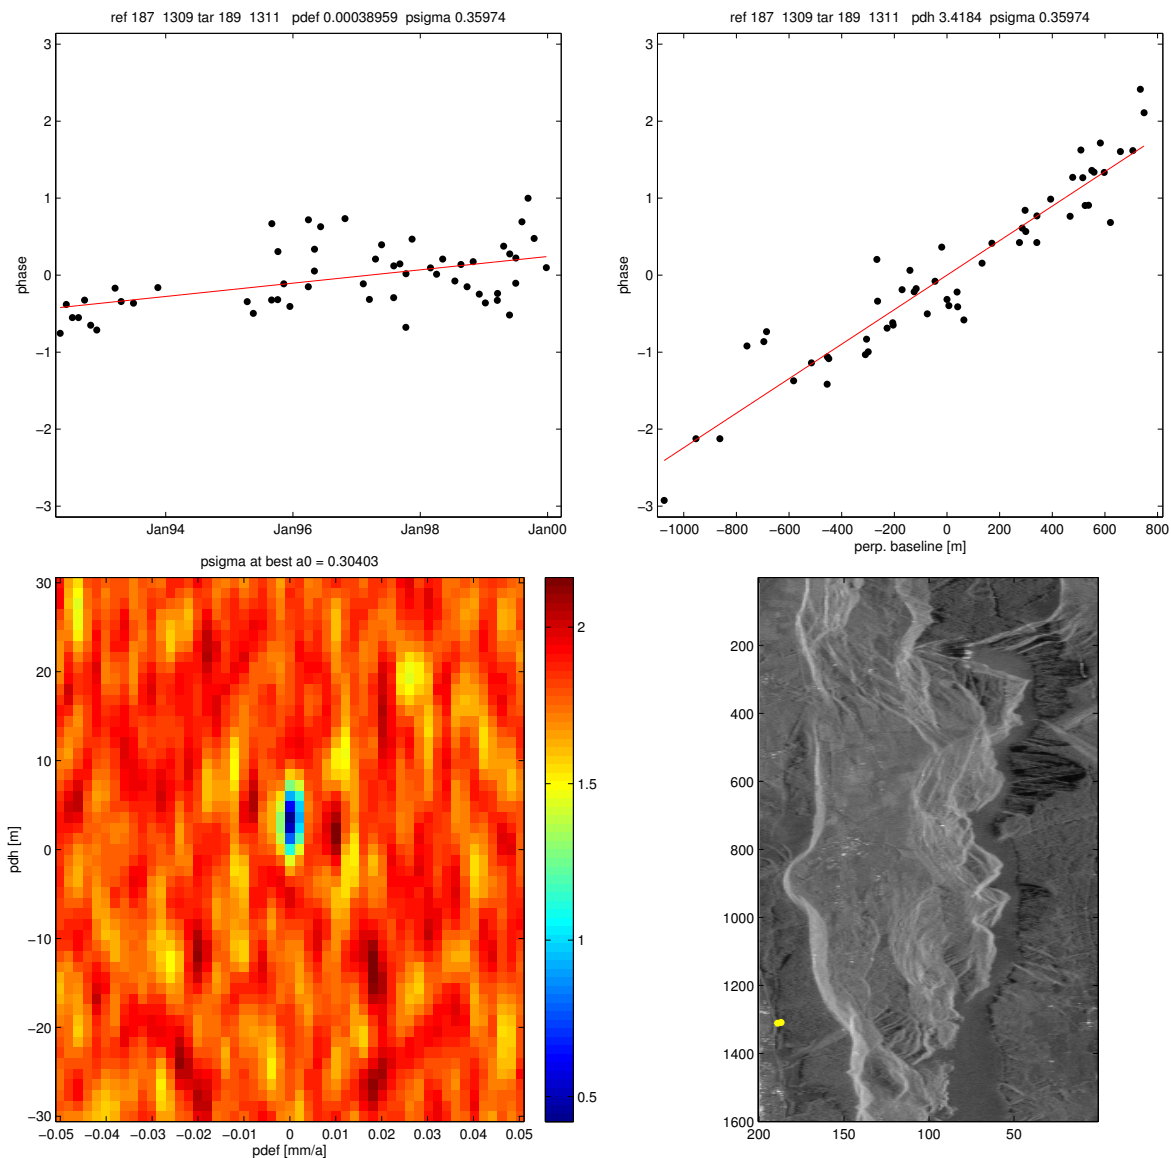 ref 187 1309 tar 189 1311 pdef 0.00038959 psigma 0.35974
3
2
1
0
−1
−2
−3
phase
Jan94 Jan96 Jan98 Jan00
ref 187 1309 tar 189 1311 pdh 3.4184 psigma 0.35974
3
2
1
0
−1
−2
−3
phase
−1000 −800 −600 −400 −200 0 200 400 600 800
perp. baseline [m]
psigma at best a0 = 0.30403
30
20
10
0
−10
−20
−30
pdh [m]
−0.05 −0.04 −0.03 −0.02 −0.01 0 0.01 0.02 0.03 0.04 0.05
pdef [mm/a]
2
1.5
1
0.5
200
400
600
800
1000
1200
1400
1600
200 150 100 50